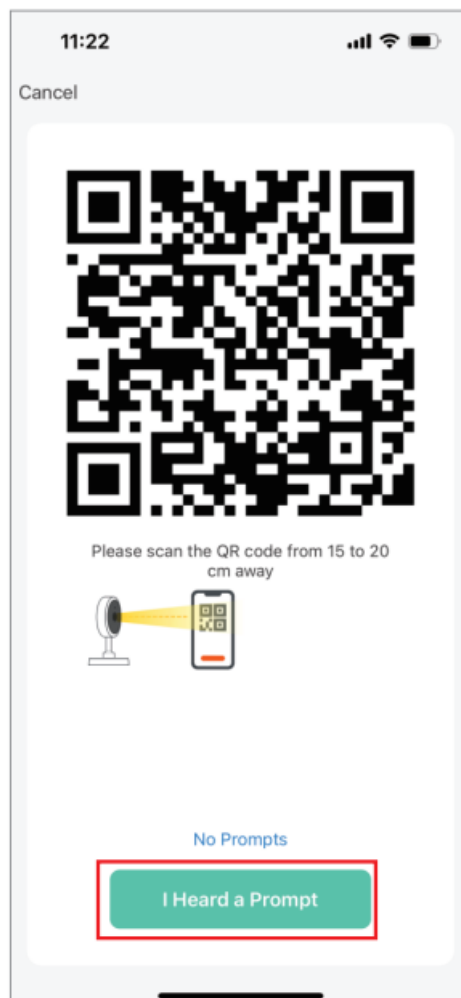 11:22
Cancel
Please scan the QR code from 15 to 20
cm away
No Prompts
I Heard a Prompt